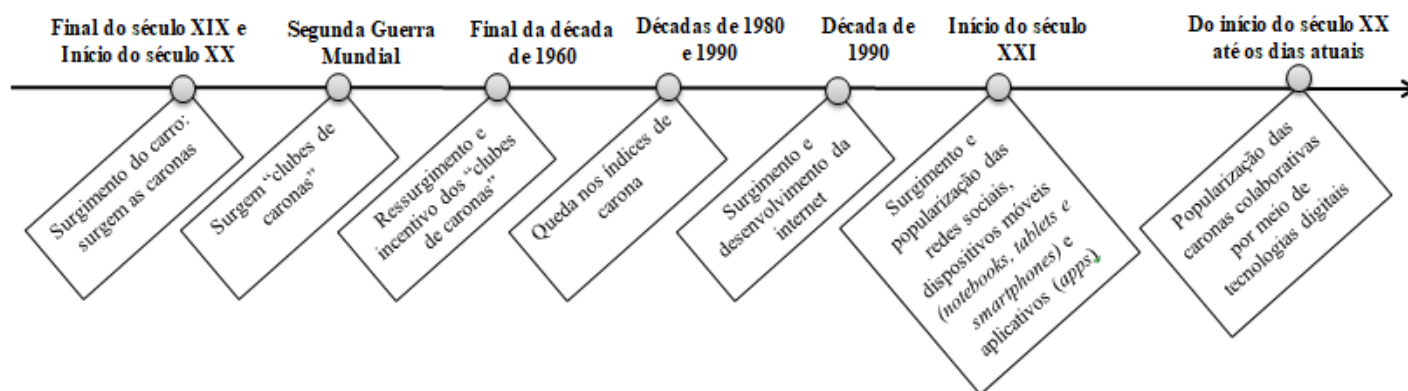 Final do século XIX e
Início do século XX
Segunda Guerra
Mundial
Final da década
de 1960
Décadas de 1980
e 1990
Década de
1990
Início do século
XXI
Do início do século XX
até os dias atuais
Surgimento do carro:
surgem as caronas
Surgem “clubes de
caronas”
Ressurgimento e
incentivo dos “clubes
de caronas”
Queda nos índices de
carona
Surgimento e
desenvolvimento da
internet
Surgimento e
popularização das
redes sociais,
dispositivos móveis
(notebooks, tablets e
smartphones) e
aplicativos (apps)
Popularização das
caronas colaborativas
por meio de
tecnologias digitais